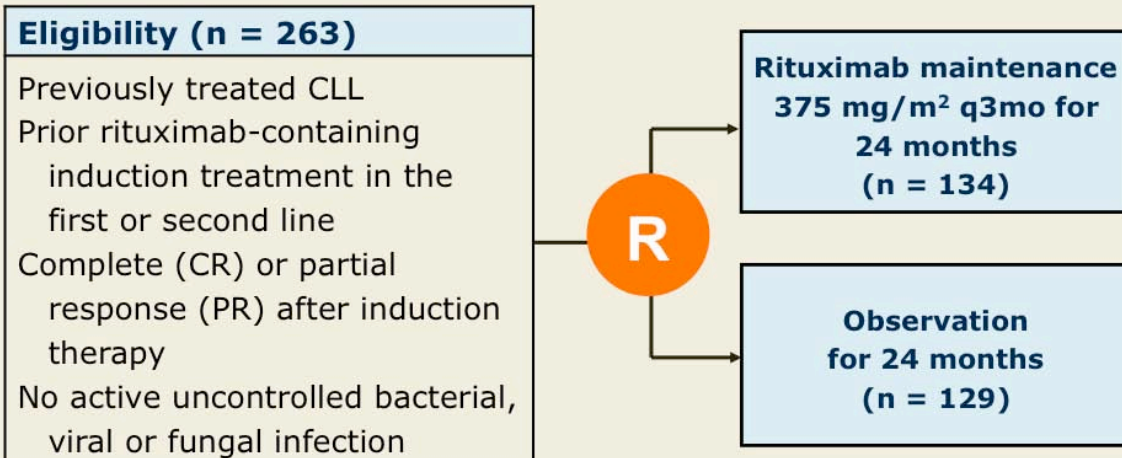 Eligibility (n = 263)
Previously treated CLL
Prior rituximab-containing
induction treatment in the
first or second line
Complete (CR) or partial
response (PR) after induction
therapy
No active uncontrolled bacterial,
viral or fungal infection
R
Rituximab maintenance
375 mg/m² q3mo for
24 months
(n = 134)
Observation
for 24 months
(n = 129)